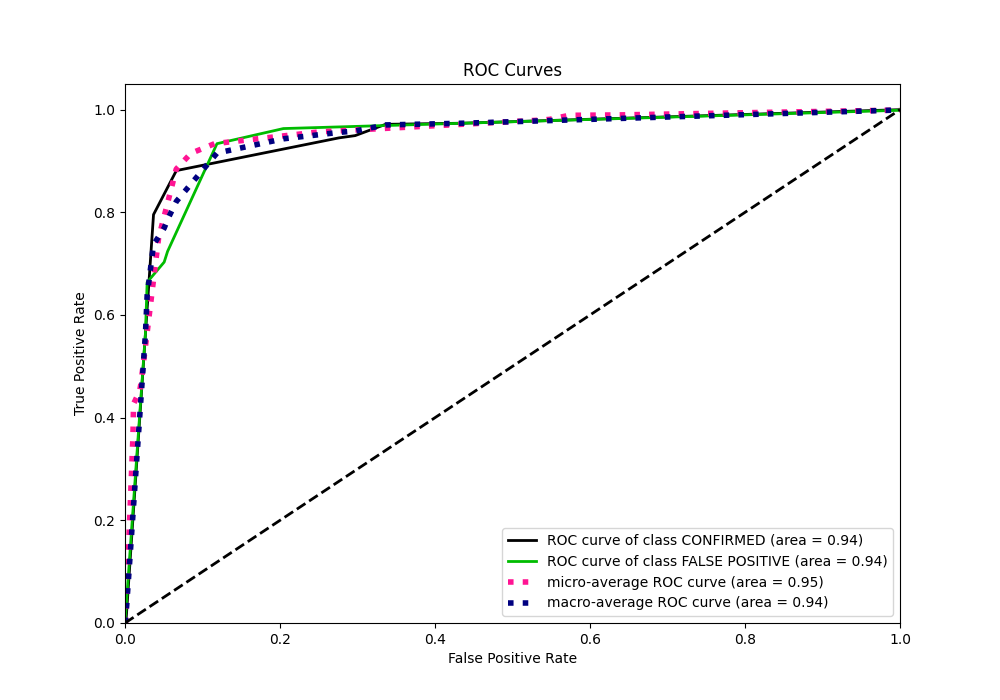 ROC Curves
True Positive Rate
1.0
0.8
0.6
0.4
0.2
0.0
0.0 0.2 0.4 0.6 0.8 1.0
False Positive Rate
ROC curve of class CONFIRMED (area = 0.94)
ROC curve of class FALSE POSITIVE (area = 0.94)
micro-average ROC curve (area = 0.95)
macro-average ROC curve (area = 0.94)